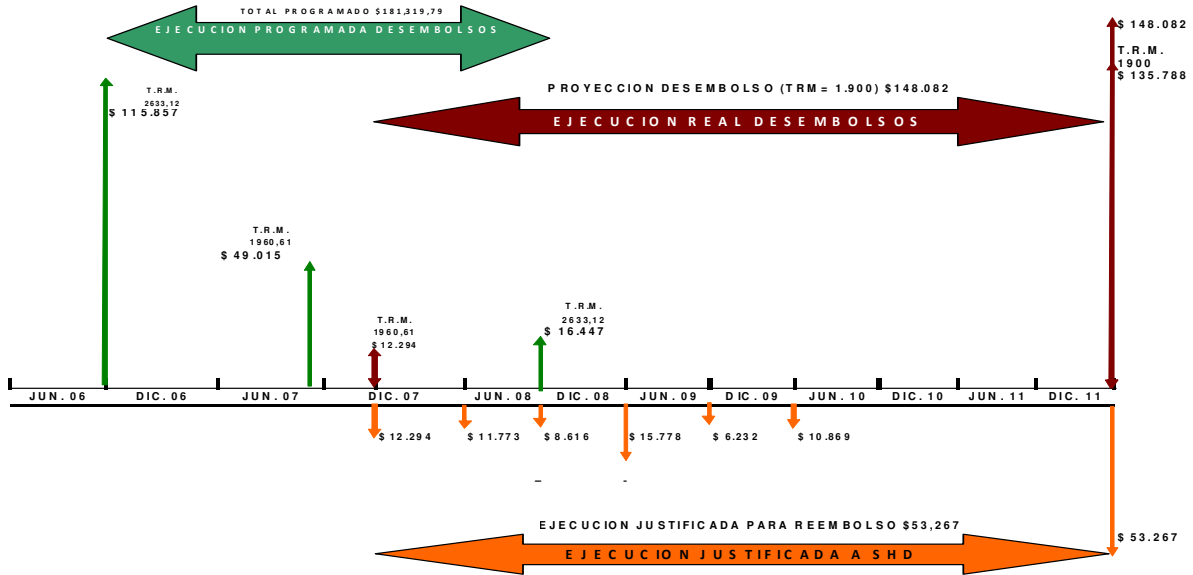 TOTAL PROGRAMADO $181,319,79
EJECUCION PROGRAMADA DESEMBOLSOS
$ 148.082
T.R.M.
1900
$ 135.788
PROYECCION DESEMBOLSO (TRM = 1.900) $148.082
EJECUCION REAL DESEMBOLSOS
T.R.M.
2633,12
$ 115.857
T.R.M.
1960,61
$ 49.015
T.R.M.
1960,61
$ 12.294
T.R.M.
2633,12
$ 16.447
JUN. 06 DIC. 06 JUN. 07 DIC. 07 JUN. 08 DIC. 08 JUN. 09 DIC. 09 JUN. 10 DIC. 10 JUN. 11 DIC. 11
$ 12.294 $ 11.773 $ 8.616 $ 15.778 $ 6.232 $ 10.869
– -
EJECUCION JUSTIFICADA PARA REEMBOLSO $53,267
EJECUCION JUSTIFICADA A SHD
$ 53.267